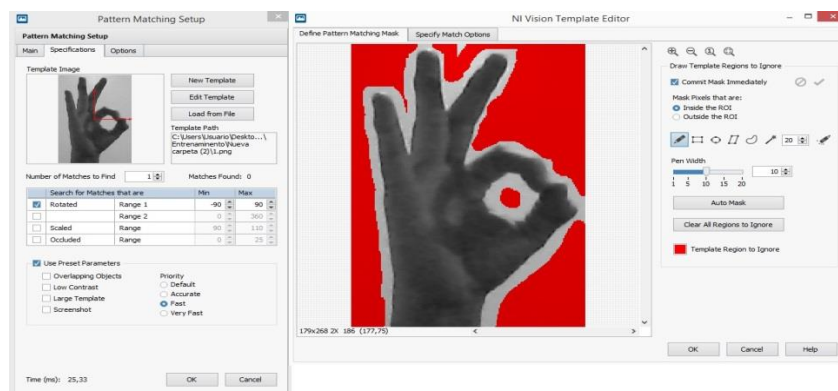 Pattern Matching Setup
Pattern Matching Setup
Main Specifications Options
Template Image
New Template
Edit Template
Load from File
Template Path
C:\Users\Usuario\Deskto...\
Entrenaminento\Nueva
carpeta (2)\1.png
Number of Matches to Find 1 Matches Found: 0
Search for Matches that are Min Max
Rotated Range 1 -90 90
Range 2 0 360
Scaled Range 90 110
Occluded Range 0 25
Use Preset Parameters
Overlapping Objects
Low Contrast
Large Template
Screenshot
Priority
Default
Accurate
Fast
Very Fast
Time (ms): 25,33 OK Cancel
NI Vision Template Editor
Define Pattern Matching Mask Specify Match Options
179x268 2X 186 (177,75)
Draw Template Regions to Ignore
Commit Mask Immediately
Mask Pixels that are:
Inside the ROI
Outside the ROI
20
Pen Width
10
1 5 10 15 20
Auto Mask
Clear All Regions to Ignore
Template Region to Ignore
OK Cancel Help